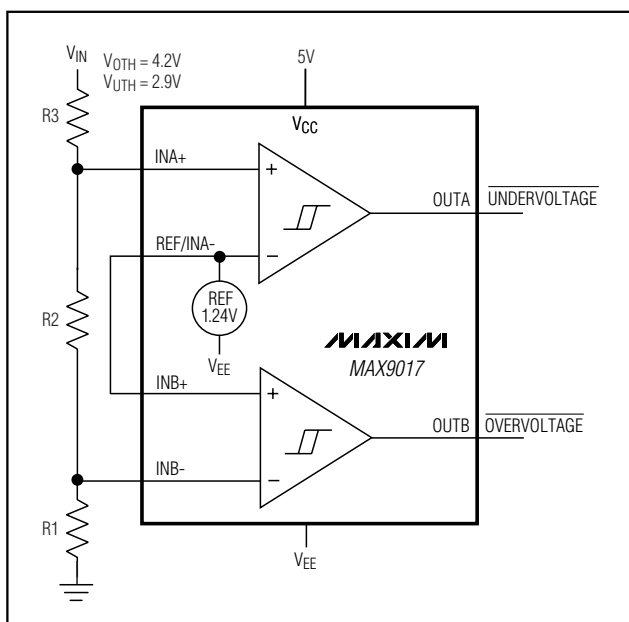 VIN
VOTH = 4.2V
VUTH = 2.9V
5V
R3
VCC
INA+
+
OUTA
UNDERVOLTAGE
REF/INA-
−
REF
1.24V
R2
VEE
MAXIM
MAX9017
INB+
+
OUTB
OVERVOLTAGE
INB-
−
R1
VEE